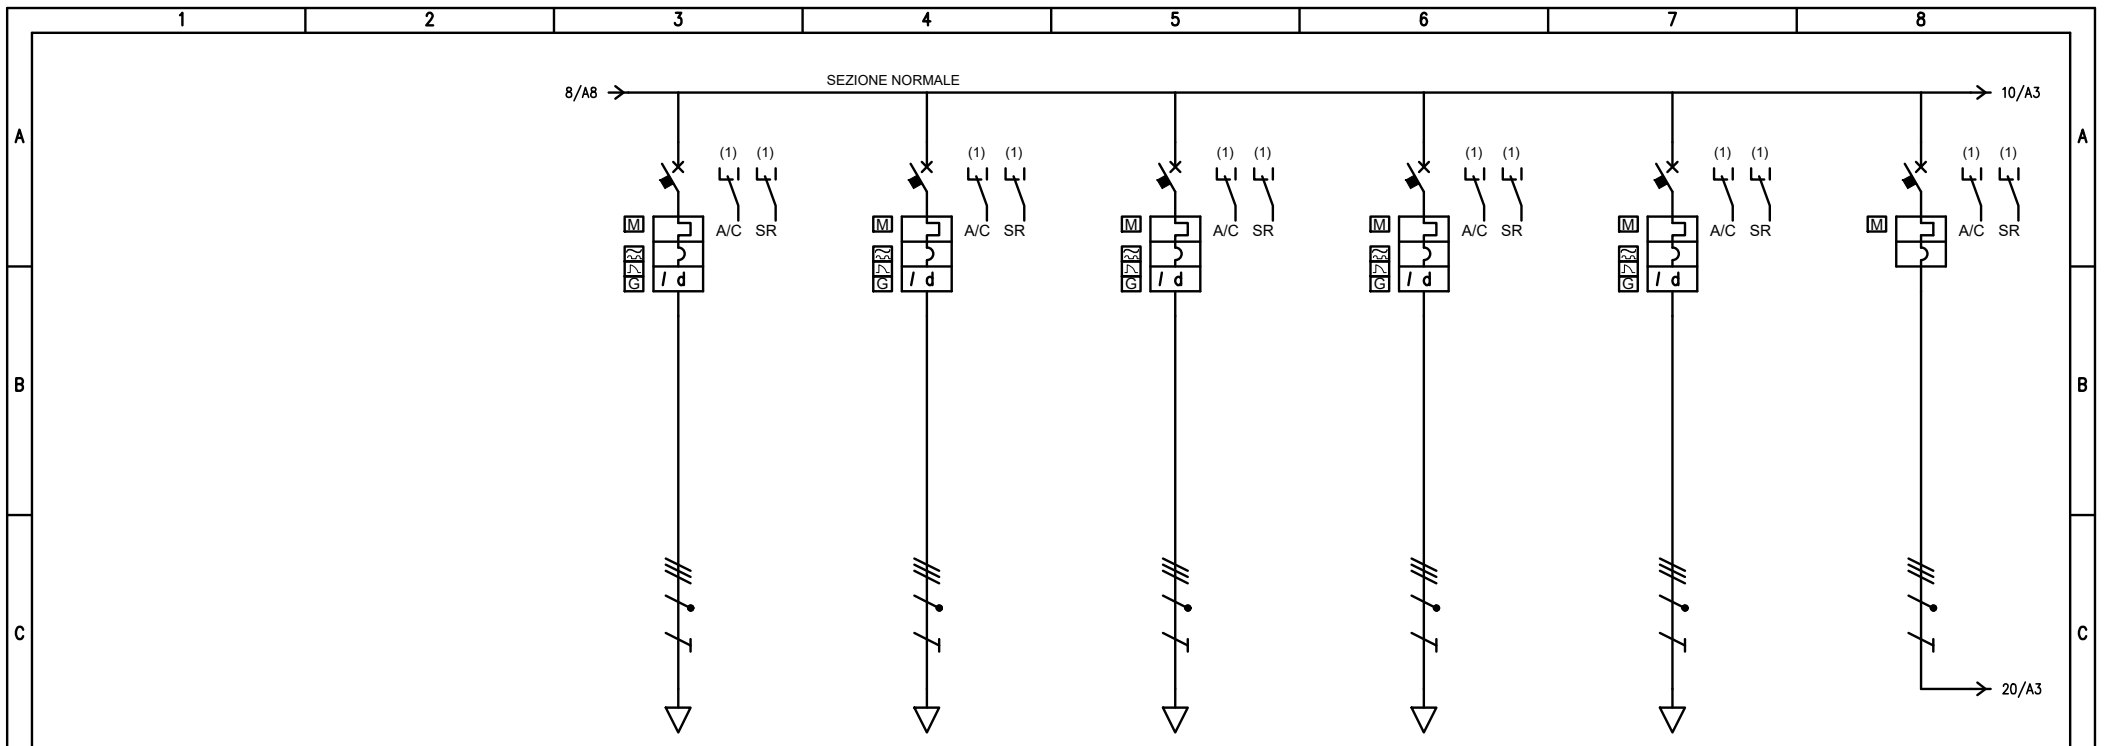 1 2 3 4 5 6 7 8
SEZIONE NORMALE
8/A8 10/A3
A A
(1) (1) (1) (1) (1) (1) (1) (1) (1) (1) (1) (1)
M A/C SR M A/C SR M A/C SR M A/C SR M A/C SR M A/C SR
G I d G I d G I d G I d G I d
B B
C C
20/A3